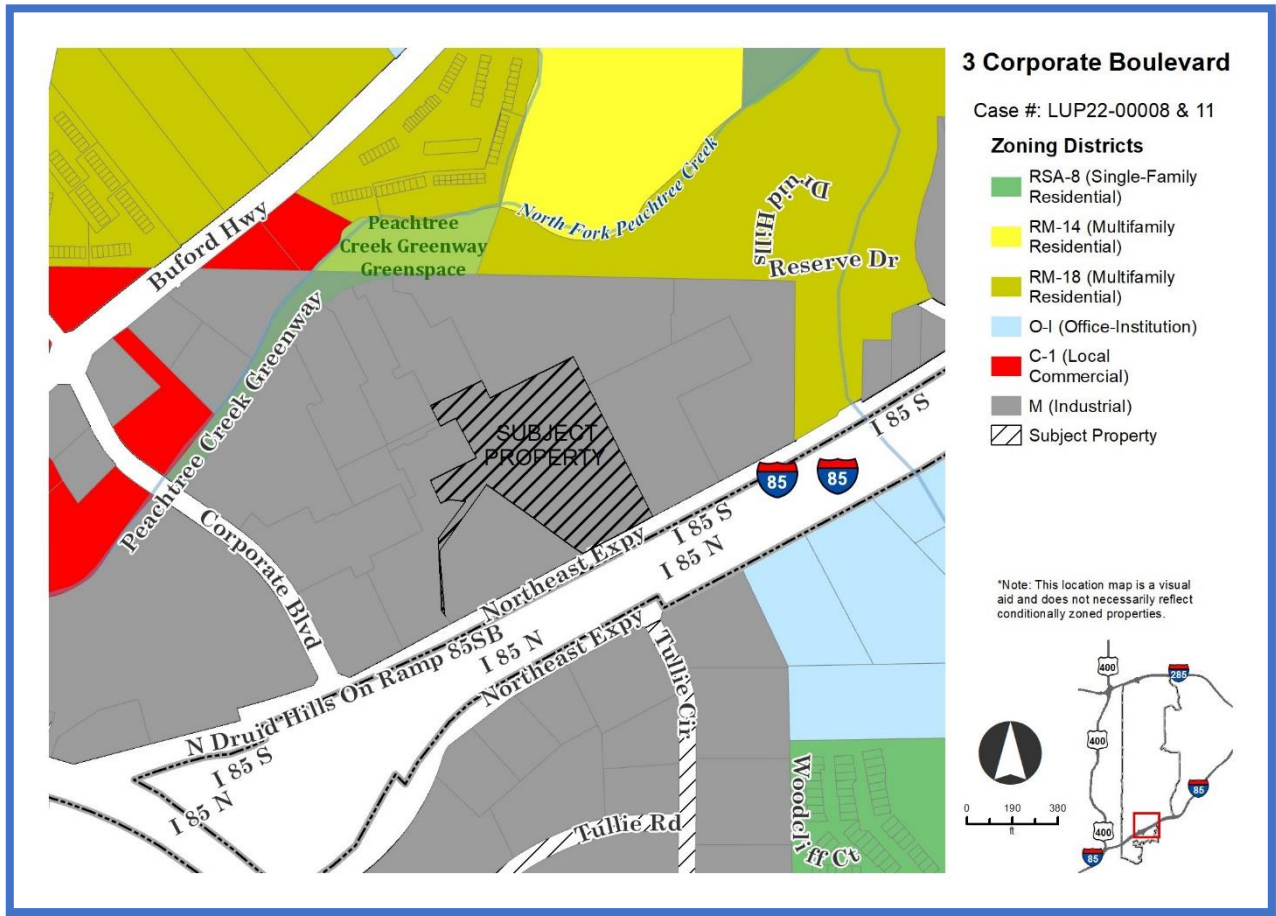 3 Corporate Boulevard
Case #: LUP22-00008 & 11
Zoning Districts
RSA-8 (Single-Family
Residential)
RM-14 (Multifamily
Residential)
RM-18 (Multifamily
Residential)
O-I (Office-Institution)
C-1 (Local
Commercial)
M (Industrial)
Subject Property
Buford Hwy
Peachtree
Creek Greenway
Greenspace
North Fork Peachtree Creek
Druid Hills
Reserve Dr
Peachtree Creek Greenway
SUBJECT
PROPERTY
Corporate Blvd
I 85 S
85
85
I 85 S
I 85 N
Northeast Expy
N Druid Hills On Ramp 85SB
I 85 N
Northeast Expy
I 85 S
I 85 N
Tullie Cir
Tullie Rd
Woodcliff Ct
*Note: This location map is a visual
aid and does not necessarily reflect
conditionally zoned properties.
0 190 380
ft
400
285
400
85
400
85